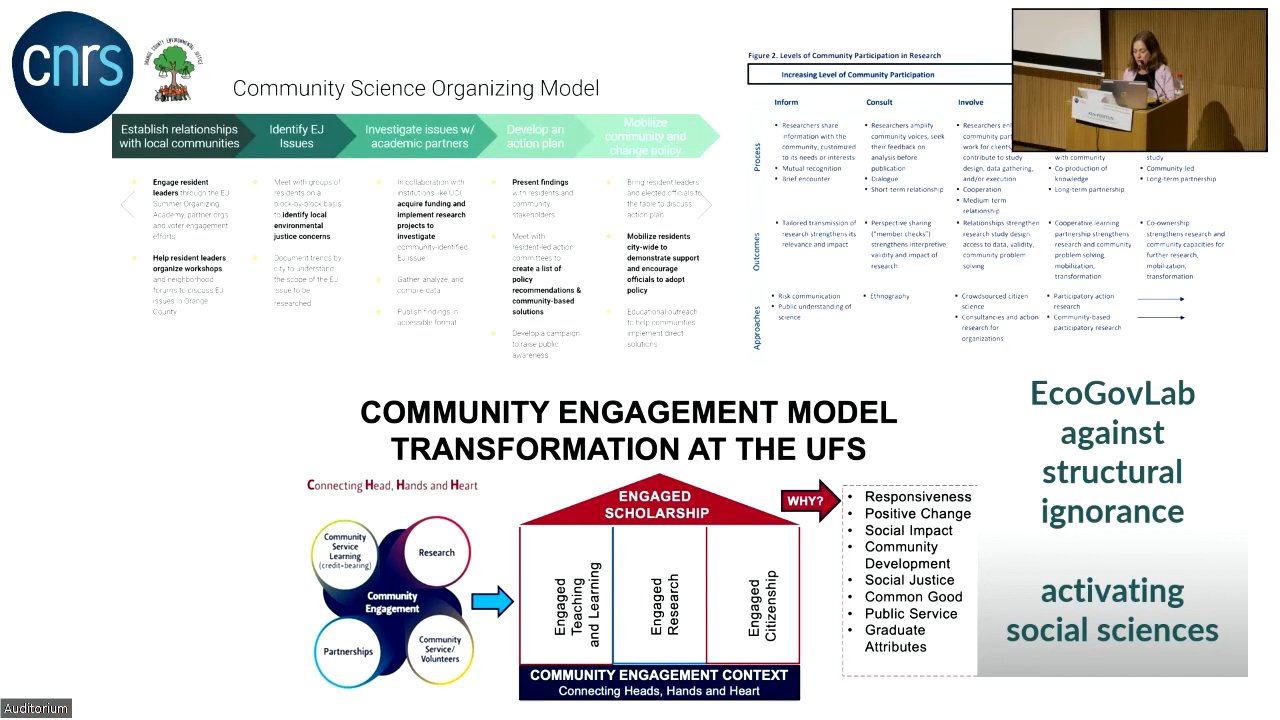 cnrs
ORANGE COUNTY ENVIRONMENTAL JUSTICE
Community Science Organizing Model
Establish relationships
with local communities
Identify EJ
Issues
Investigate issues w/
academic partners
Develop an
action plan
Mobilize
community and
change policy
Engage resident
leaders through the EJ
Summer Organizing
Academy, partner orgs
and voter engagement
efforts
Help resident leaders
organize workshops
and neighborhood
forums to discuss EJ
issues in Orange
County
Meet with groups of
residents on a
block-by-block basis
to identify local
environmental
justice concerns
Document trends by
city to understand
the scope of the EJ
issue to be
researched
In collaboration with
institutions like UCI,
acquire funding and
implement research
projects to
investigate
community-identified
EJ issue
Gather, analyze, and
compile data
Publish findings in
accessible format
Present findings
with residents and
community
stakeholders
Meet with
resident-led action
committees to
create a list of
policy
recommendations &
community-based
solutions
Develop a campaign
to raise public
awareness
Bring resident leaders
and elected officials to
the table to discuss
action plan
Mobilize residents
city-wide to
demonstrate support
and encourage
officials to adopt
policy
Educational outreach
to help communities
implement direct
solutions
Figure 2. Levels of Community Participation in Research
Increasing Level of Community Participation
Inform
Consult
Involve
Process
▪ Researchers share
information with the
community, customized
to its needs or interests
▪ Mutual recognition
▪ Brief encounter
▪ Researchers amplify
community voices, seek
their feedback on
analysis before
publication
▪ Dialogue
▪ Short-term relationship
▪ Researchers
community
work for clients,
contribute to study
design, data gathering,
and/or execution
▪ Cooperation
▪ Medium-term
relationship
with community
▪ Co-production of
knowledge
▪ Long-term partnership
study
▪ Community-led
▪ Long-term partnership
Outcomes
▪ Tailored transmission of
research strengthens its
relevance and impact
▪ Perspective sharing
("member checks")
strengthens interpretive
validity and impact of
research
▪ Relationships strengthen
research study design,
access to data, validity,
community problem
solving
▪ Cooperative learning
partnership strengthens
research and community
problem solving,
mobilization,
transformation
▪ Co-ownership
strengthens research and
community capacities for
further research,
mobilization,
transformation
Approaches
▪ Risk communication
▪ Public understanding of
science
▪ Ethnography
▪ Crowdsourced citizen
science
▪ Consultancies and action
research for
organizations
▪ Participatory action
research
▪ Community-based
participatory research
COMMUNITY ENGAGEMENT MODEL
TRANSFORMATION AT THE UFS
Connecting Head, Hands and Heart
Community
Service
Learning
(credit-bearing)
Research
Community
Engagement
Partnerships
Community
Service/
Volunteers
ENGAGED
SCHOLARSHIP
Engaged
Teaching
and Learning
Engaged
Research
Engaged
Citizenship
COMMUNITY ENGAGEMENT CONTEXT
Connecting Heads, Hands and Heart
WHY?
• Responsiveness
• Positive Change
• Social Impact
• Community
Development
• Social Justice
• Common Good
• Public Service
• Graduate
Attributes
EcoGovLab
against
structural
ignorance
activating
social sciences
Auditorium